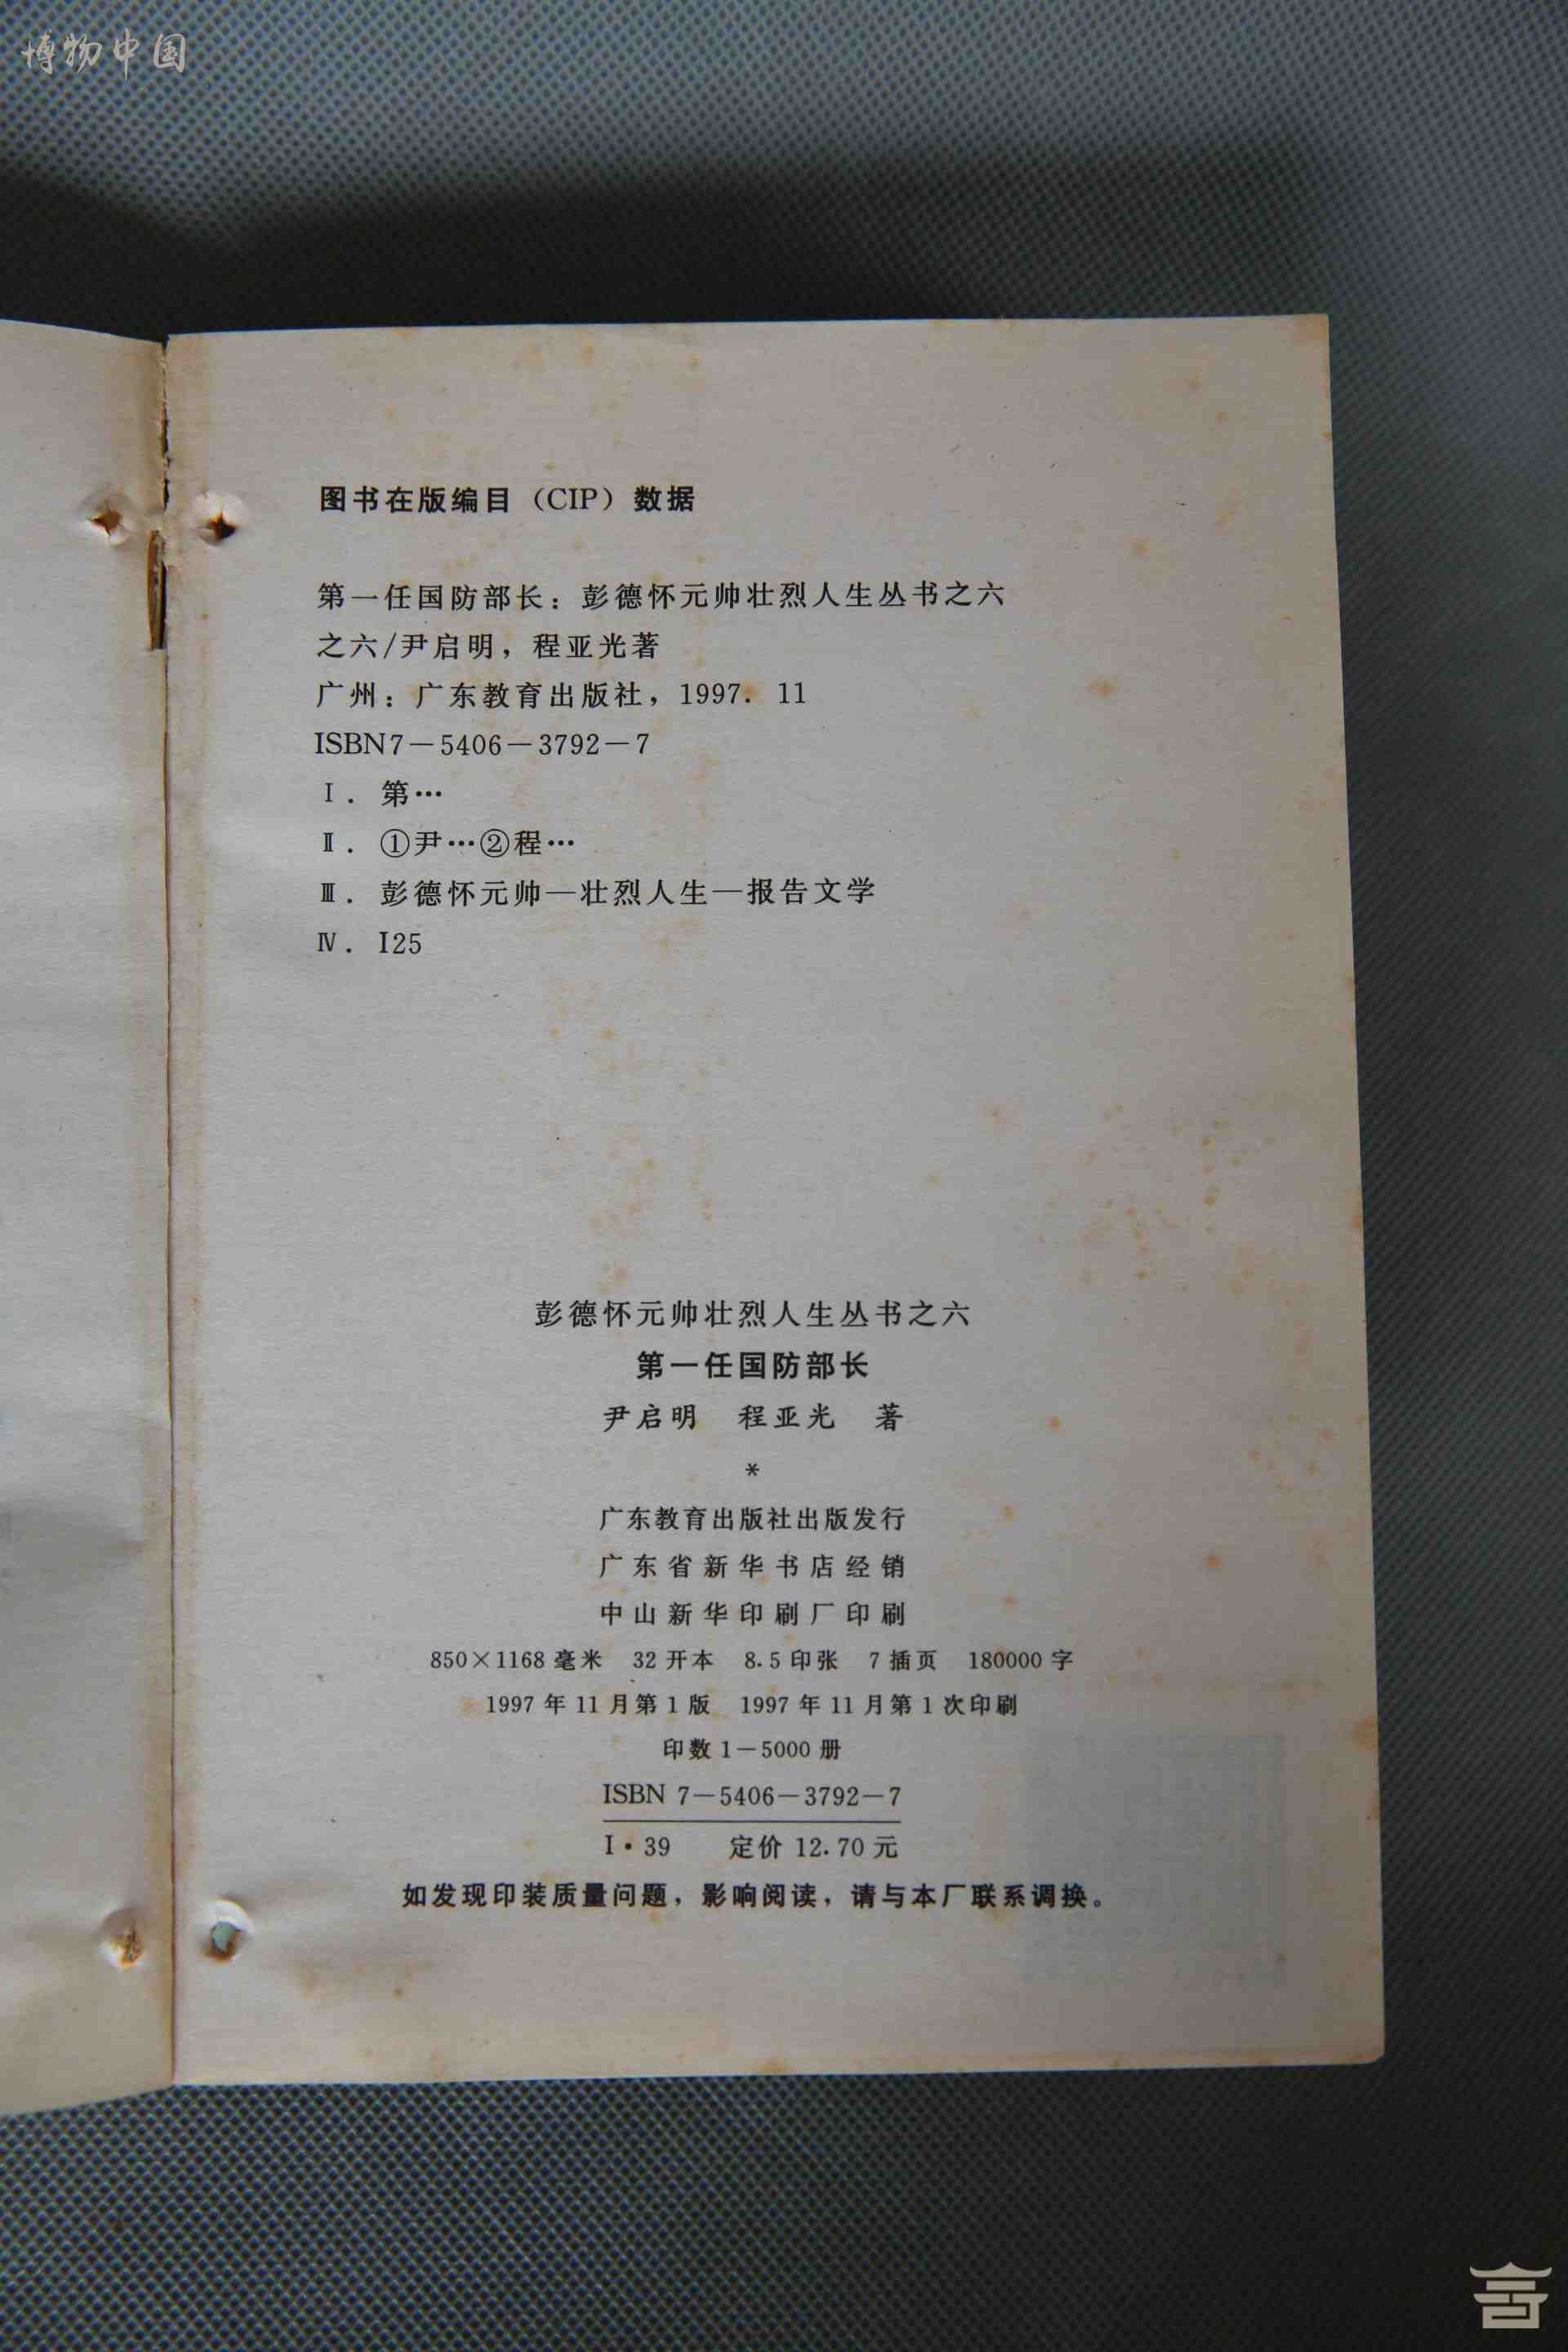 博物中国
图书在版编目（CIP）数据
第一任国防部长：彭德怀元帅壮烈人生丛书之六
之六/尹启明，程亚光著
广州：广东教育出版社，1997．11
ISBN7－5406－3792－7
Ⅰ．第…
Ⅱ．①尹…②程…
Ⅲ．彭德怀元帅—壮烈人生—报告文学
Ⅳ．I25
彭德怀元帅壮烈人生丛书之六
第一任国防部长
尹启明　程亚光　著
*
广东教育出版社出版发行
广东省新华书店经销
中山新华印刷厂印刷
850×1168毫米　32开本　8.5印张　7插页　180000字
1997年11月第1版　1997年11月第1次印刷
印数1－5000册
ISBN 7－5406－3792－7
I·39　定价 12.70元
如发现印装质量问题，影响阅读，请与本厂联系调换。